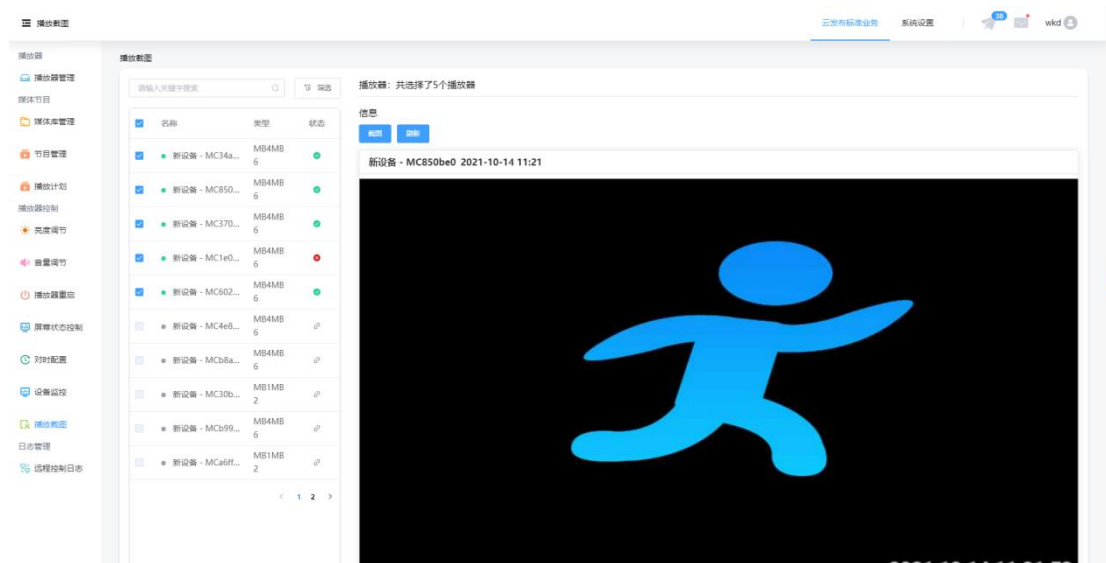 播放截图
云发布标准业务
系统设置
38
wkd
播放器
播放器管理
媒体节目
媒体库管理
节目管理
播放计划
播放器控制
亮度调节
音量调节
播放器重启
屏幕状态控制
对时配置
设备监控
播放截图
日志管理
远程控制日志
播放截图
请输入关键字搜索
筛选
名称 类型 状态
新设备 - MC34a... MB4MB
6
新设备 - MC850... MB4MB
6
新设备 - MC370... MB4MB
6
新设备 - MC1e0... MB4MB
6
新设备 - MC602... MB4MB
6
新设备 - MC4e8... MB4MB
6
新设备 - MCb8a... MB4MB
6
新设备 - MC30b... MB1MB
2
新设备 - MCb99... MB4MB
6
新设备 - MCa6ff... MB1MB
2
1 2
播放器：共选择了5个播放器
信息
截图 刷新
新设备 - MC850be0 2021-10-14 11:21